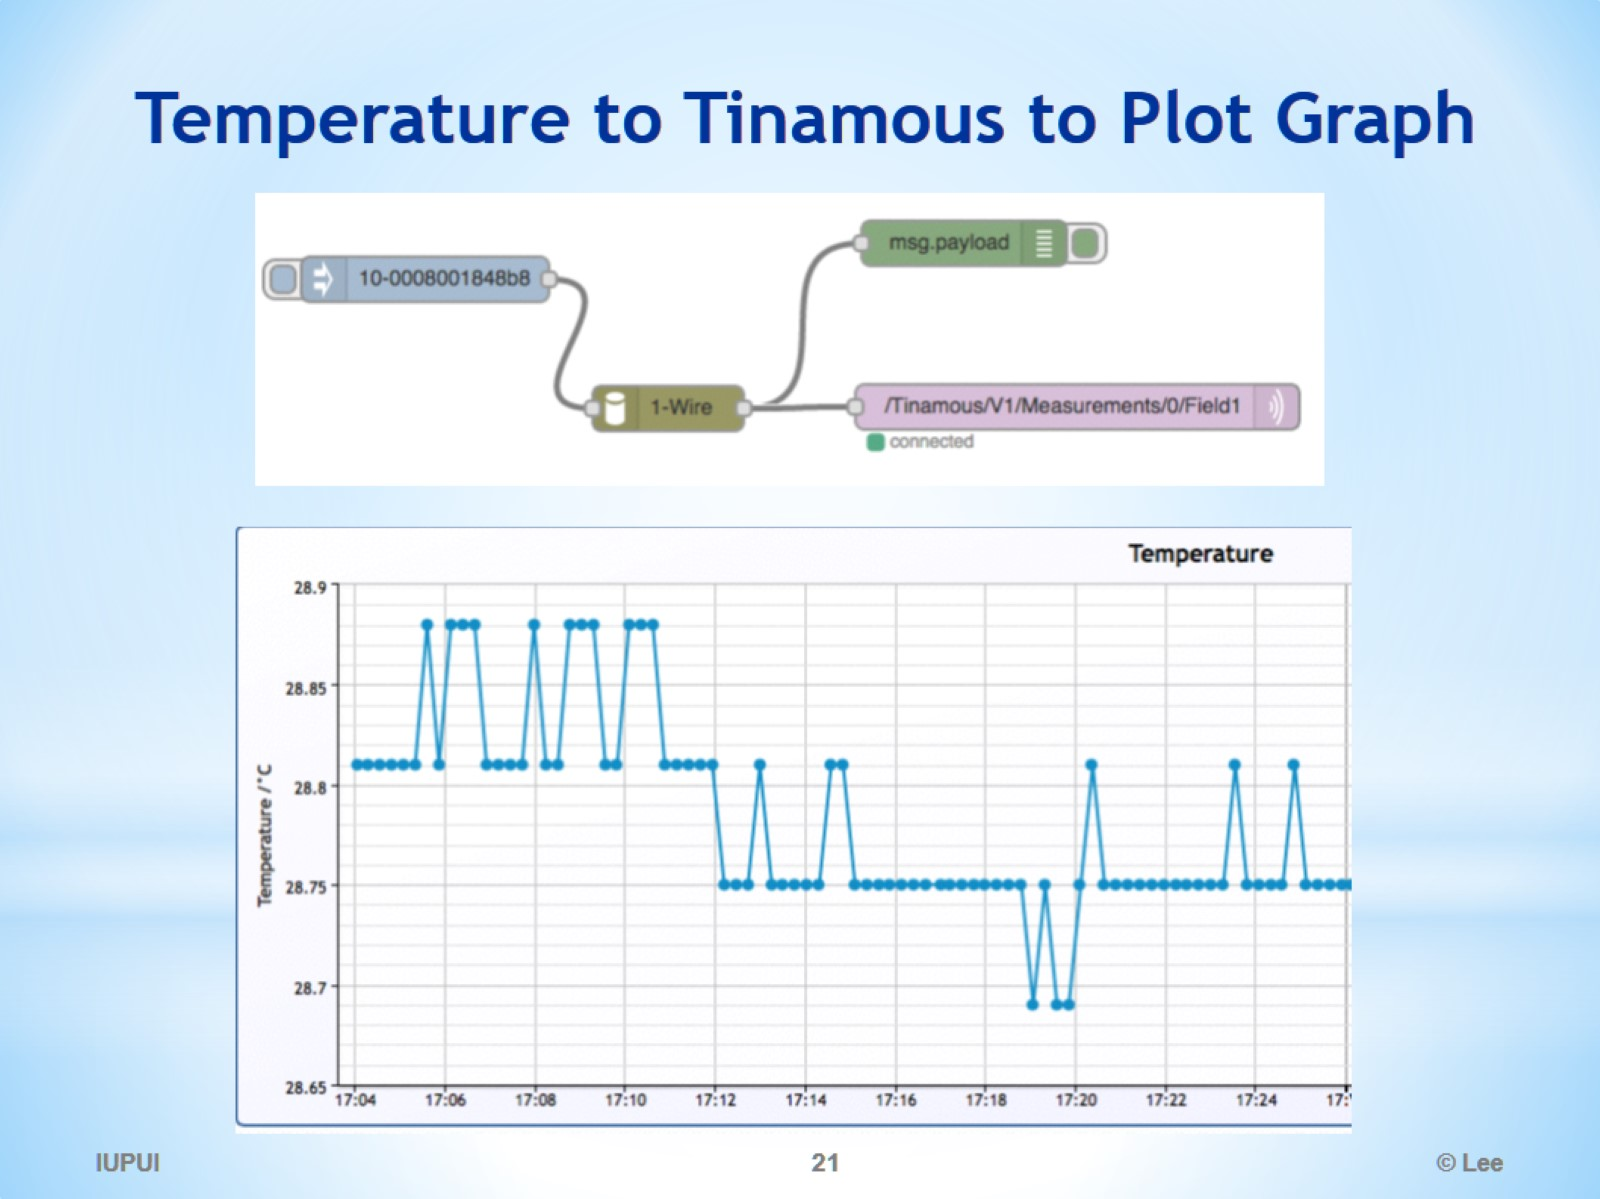 Temperature to Tinamous to Plot Graph
msg.payload
10-0008001848b8
1-Wire
/Tinamous/V1/Measurements/0/Field1
connected
Temperature
28.9
28.85
28.8
28.75
28.7
28.65
Temperature /°C
17:04 17:06 17:08 17:10 17:12 17:14 17:16 17:18 17:20 17:22 17:24
IUPUI 21 © Lee